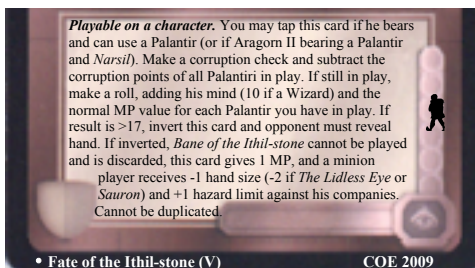 Playable on a character. You may tap this card if he bears
and can use a Palantir (or if Aragorn II bearing a Palantir
and Narsil). Make a corruption check and subtract the
corruption points of all Palantiri in play. If still in play,
make a roll, adding his mind (10 if a Wizard) and the
normal MP value for each Palantir you have in play. If
result is >17, invert this card and opponent must reveal
hand. If inverted, Bane of the Ithil-stone cannot be played
and is discarded, this card gives 1 MP, and a minion
player receives -1 hand size (-2 if The Lidless Eye or
Sauron) and +1 hazard limit against his companies.
Cannot be duplicated.
• Fate of the Ithil-stone (V) COE 2009